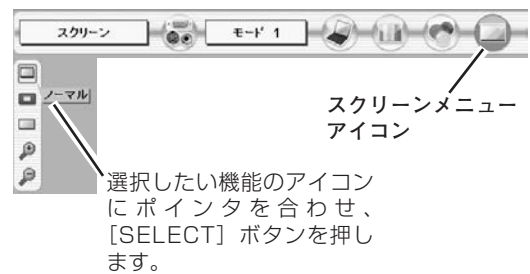 スクリーン
モード 1
ノーマル
スクリーンメニュー
アイコン
選択したい機能のアイコン
にポインタを合わせ、
[SELECT] ボタンを押し
ます。